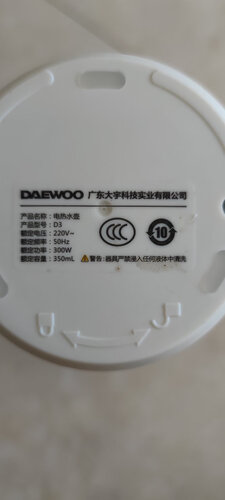 DAEWOO 广东大宇科技实业有限公司
产品名称：电热水壶
产品型号：D3
额定电压：220V~
额定频率：50Hz
额定功率：300W
额定容量：350mL
CCC
10
警告：器具严禁浸入任何液体中清洗